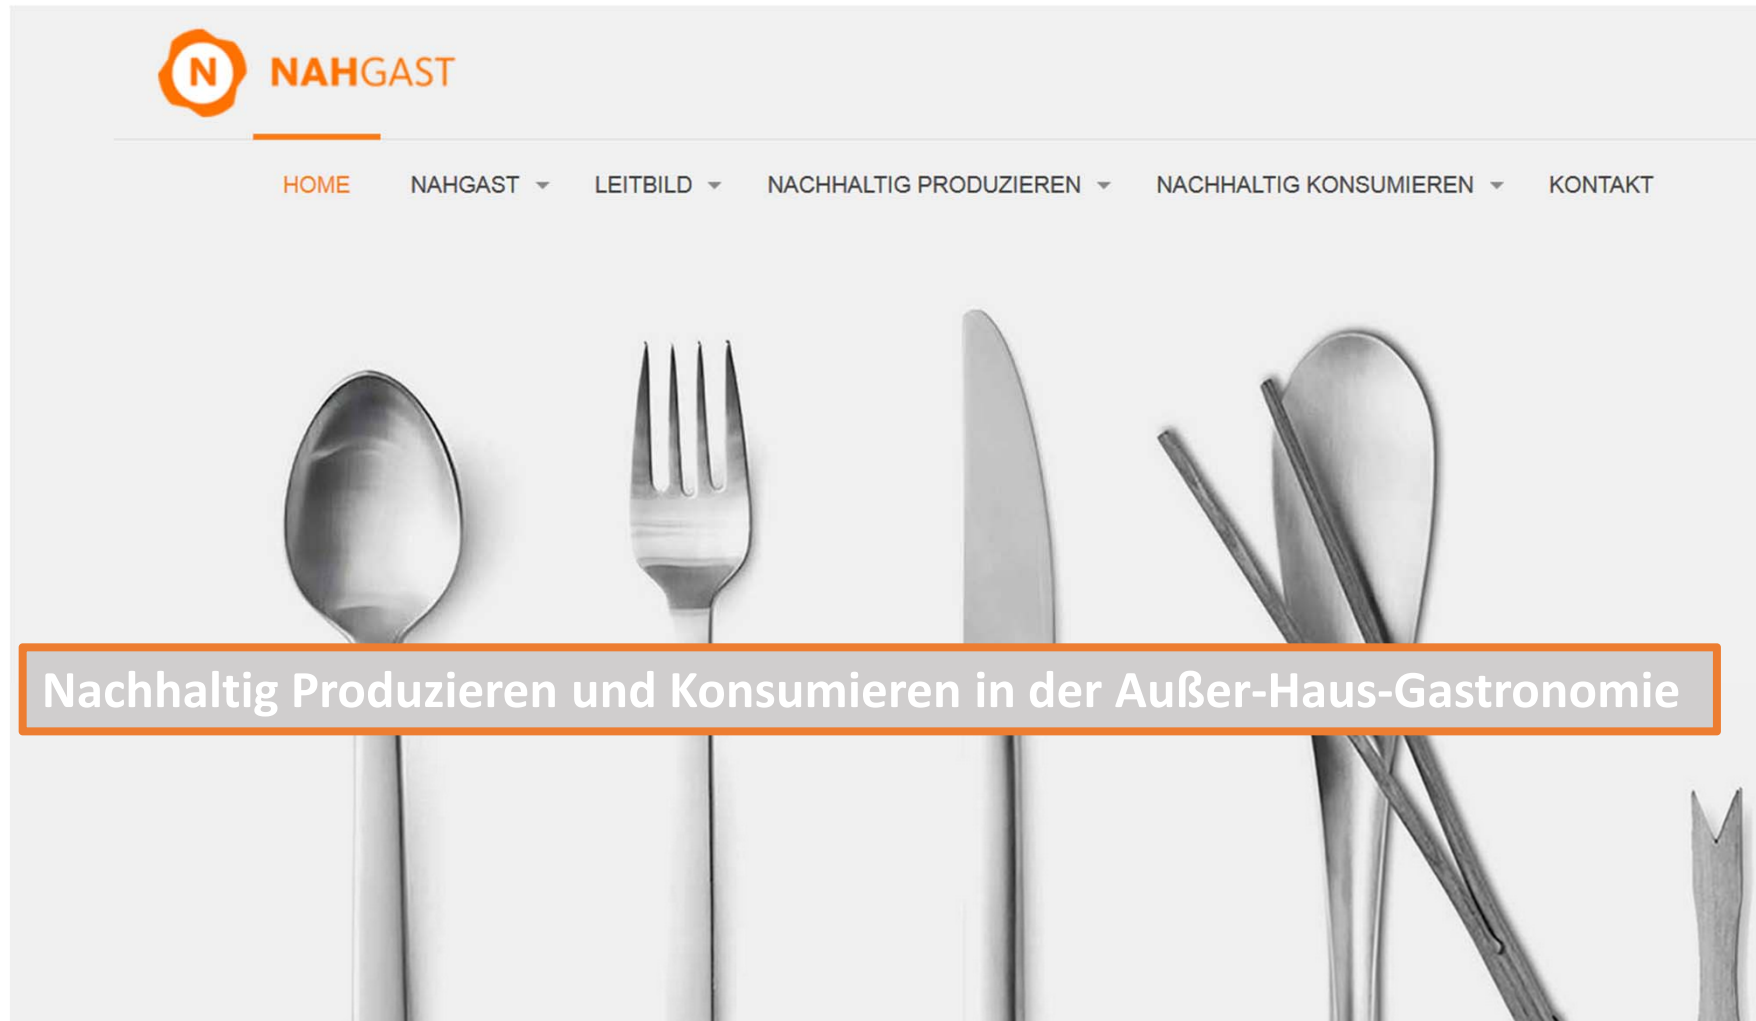 N NAHGAST
HOME NAHGAST LEITBILD NACHHALTIG PRODUZIEREN NACHHALTIG KONSUMIEREN KONTAKT
Nachhaltig Produzieren und Konsumieren in der Außer-Haus-Gastronomie